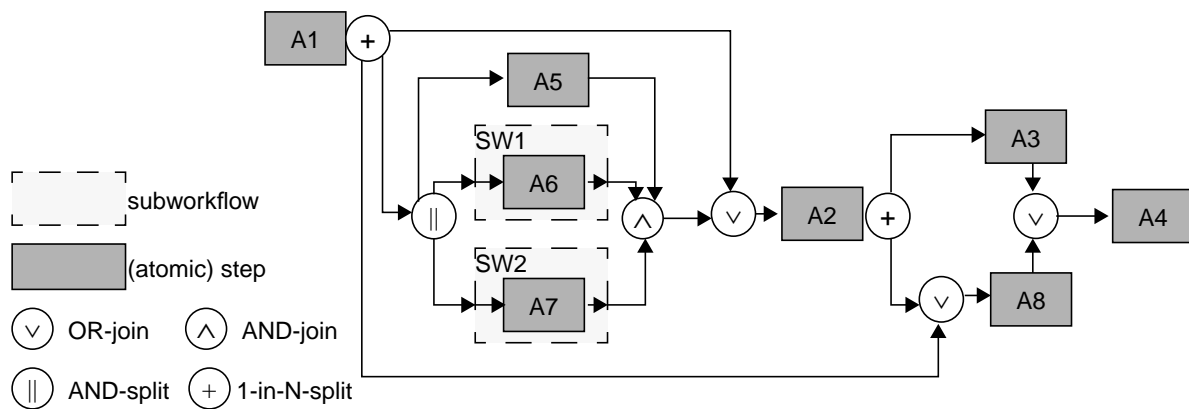 A1 +
A5
SW1
A6
A3
subworkflow
||
∧
∨
A2 +
∨
A4
SW2
(atomic) step
A7
∨
A8
∨ OR-join ∧ AND-join
|| AND-split + 1-in-N-split